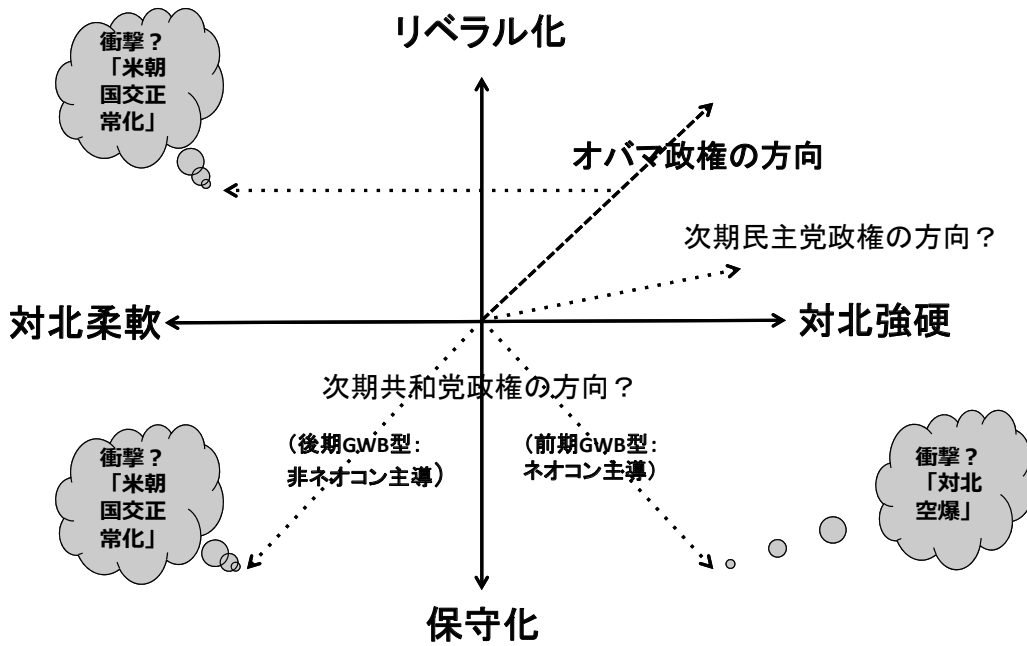 リベラル化
衝撃？
「米朝
国交正
常化」
オバマ政権の方向
次期民主党政権の方向？
対北柔軟
対北強硬
次期共和党政権の方向？
（後期GWB型：
非ネオコン主導）
（前期GWB型：
ネオコン主導）
衝撃？
「米朝
国交正
常化」
衝撃？
「対北
空爆」
保守化